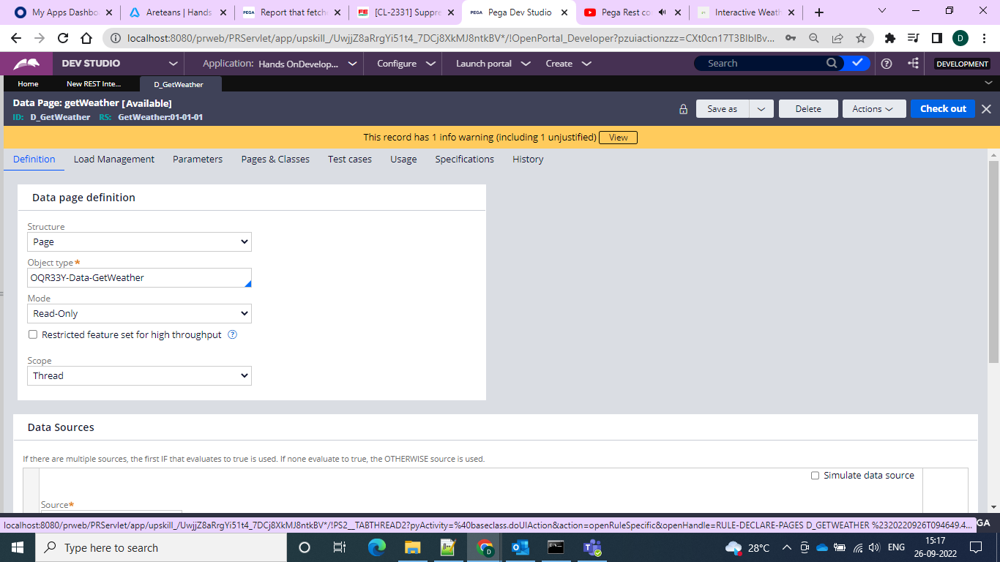 My Apps Dashbo
Areteans | Hands
PEGA Report that fetch
FE [CL-2331] Suppre
PEGA Pega Dev Studio
Pega Rest co
Interactive Weath
localhost:8080/prweb/PRServlet/app/upskill_/UwjjZ8aRrgYi51t4_7DCj8XkMJ8ntkBV*/!OpenPortal_Developer?pzuiactionzzz=CXt0cn17T3BlblBv...
D
DEV STUDIO
Application: Hands OnDevelop...
Configure
Launch portal
Create
Search
DEVELOPMENT
Home
New REST Inte...
D_GetWeather
Data Page: getWeather [Available]
ID: D_GetWeather RS: GetWeather:01-01-01
Save as
Delete
Actions
Check out
This record has 1 info warning (including 1 unjustified) View
Definition
Load Management
Parameters
Pages & Classes
Test cases
Usage
Specifications
History
Data page definition
Structure
Page
Object type*
OQR33Y-Data-GetWeather
Mode
Read-Only
Restricted feature set for high throughput ?
Scope
Thread
Data Sources
If there are multiple sources, the first IF that evaluates to true is used. If none evaluate to true, the OTHERWISE source is used.
Simulate data source
Source*
localhost:8080/prweb/PRServlet/app/upskill_/UwjjZ8aRrgYi51t4_7DCj8XkMJ8ntkBV*/!PS2__TABTHREAD2?pyActivity=%40baseclass.doUIAction&action=openRuleSpecific&openHandle=RULE-DECLARE-PAGES D_GETWEATHER %2320220926T094649.4...
GA
Type here to search
28°C
ENG
15:17
26-09-2022